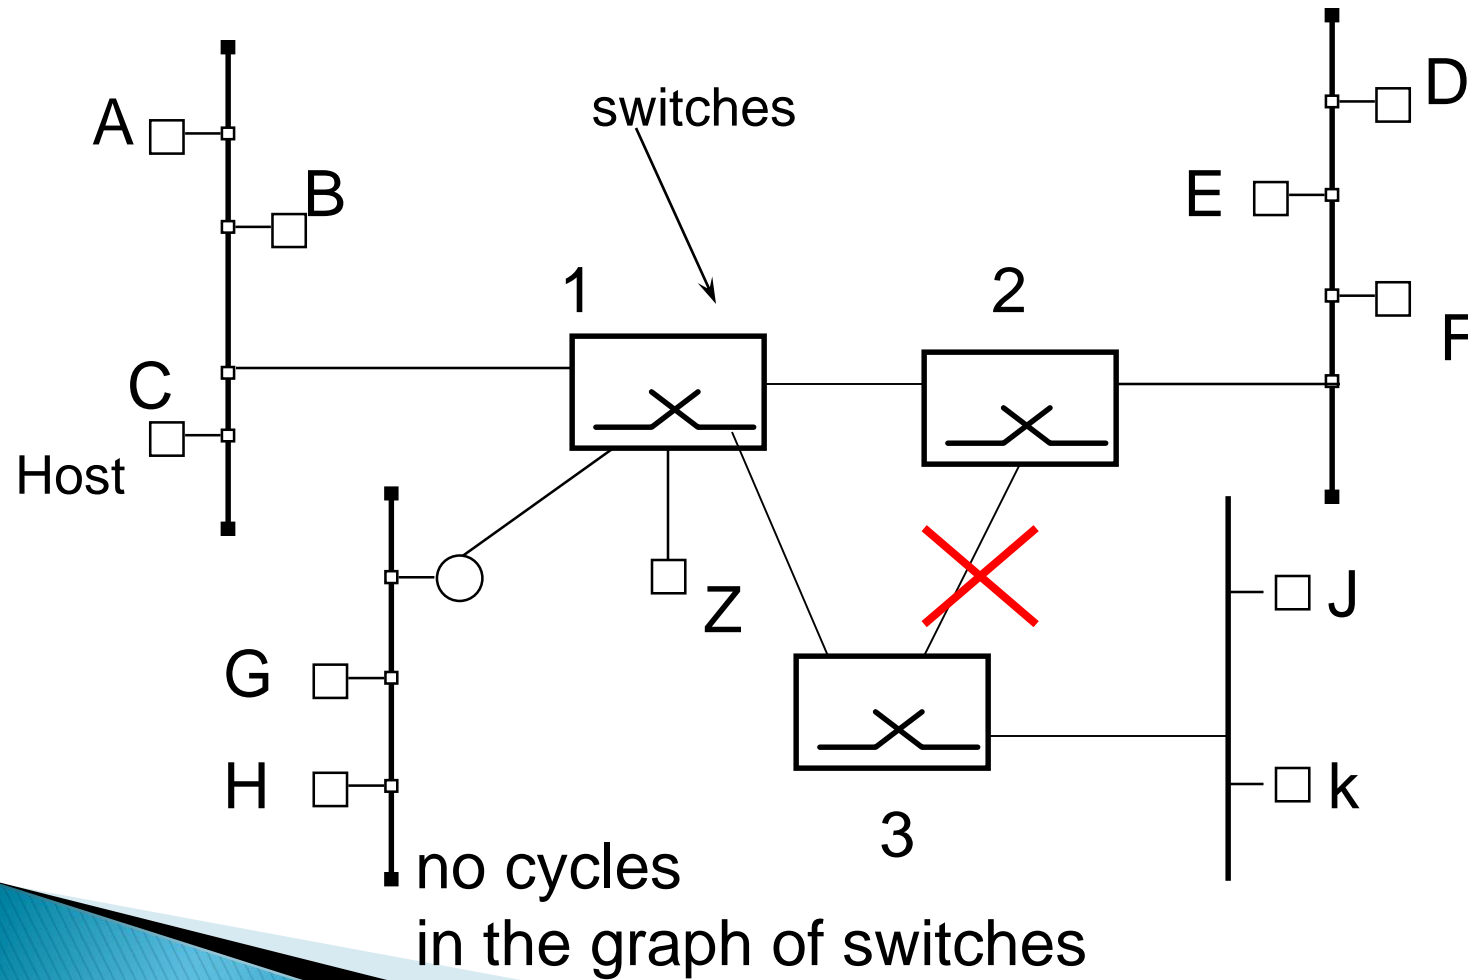 A
B
C
Host
switches
1
2
D
E
F
G
H
Z
3
J
k
no cycles
in the graph of switches